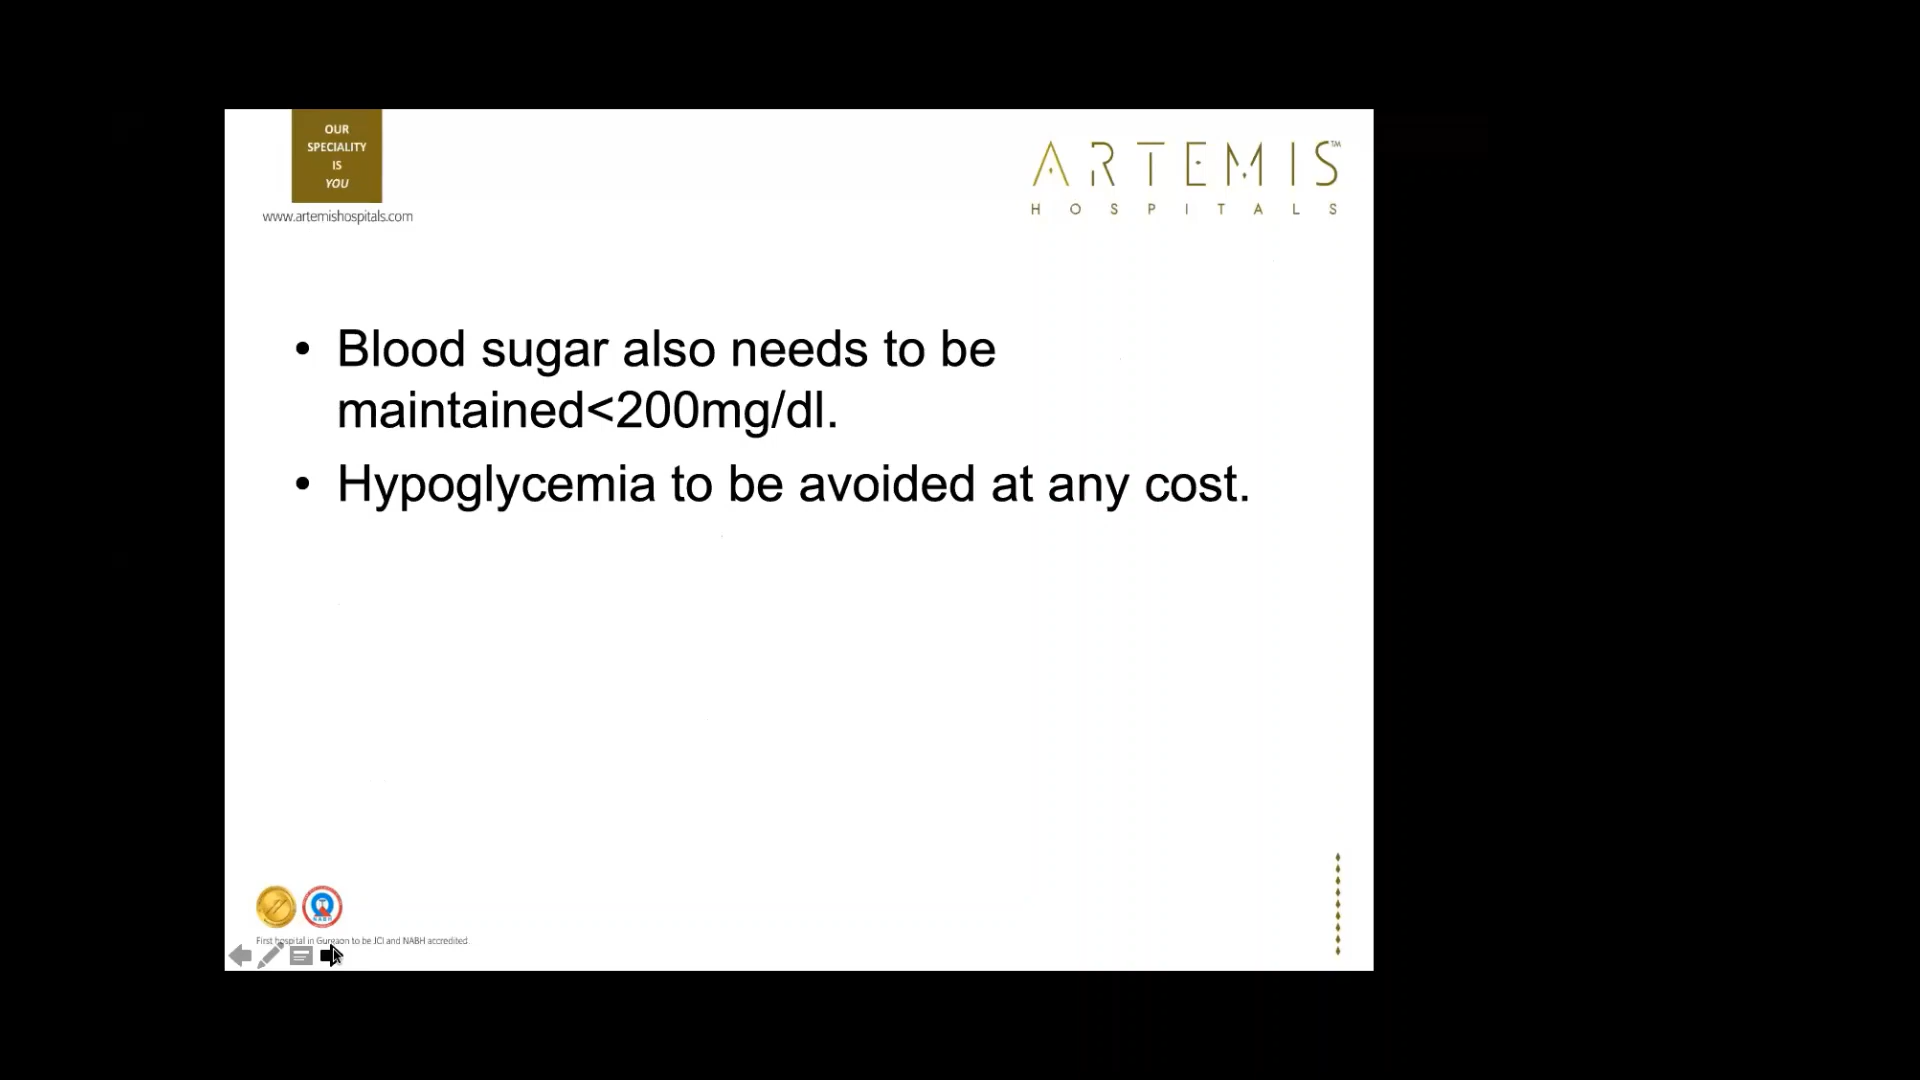 OUR
SPECIALITY
IS
YOU
www.artemishospitals.com
ARTEMIS™
HOSPITALS
• Blood sugar also needs to be
maintained<200mg/dl.
• Hypoglycemia to be avoided at any cost.
First hospital in Gurgaon to be JCI and NABH accredited.